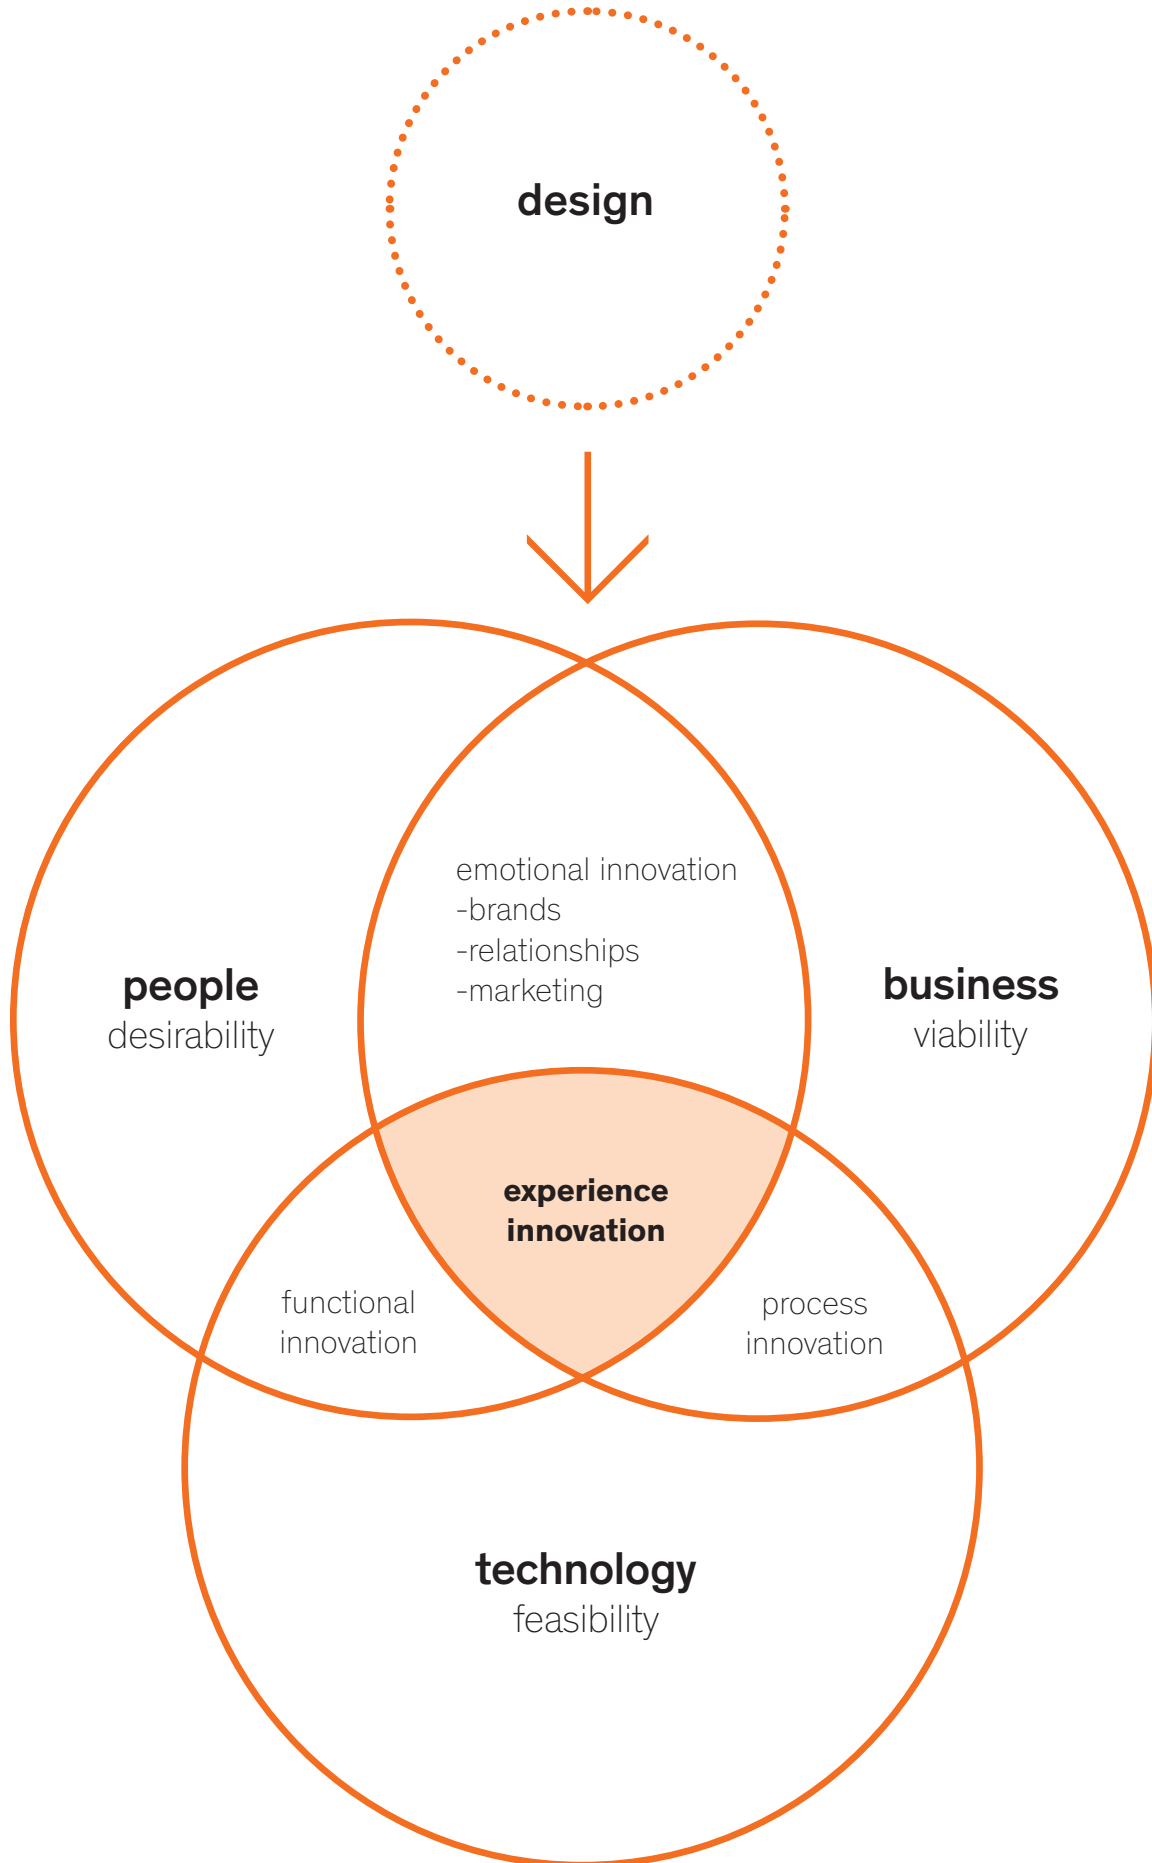 design
emotional innovation
-brands
-relationships
-marketing
people
desirability
business
viability
experience
innovation
functional
innovation
process
innovation
technology
feasibility